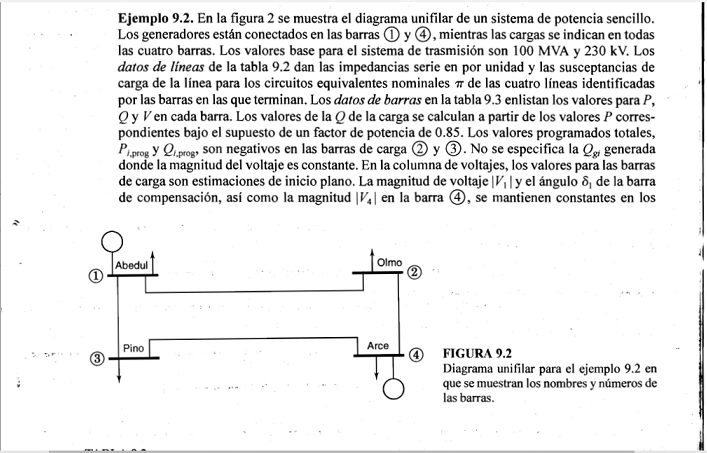 Ejemplo 9.2. En la figura 2 se muestra el diagrama unifilar de un sistema de potencia sencillo.
Los generadores están conectados en las barras ① y ④, mientras las cargas se indican en todas
las cuatro barras. Los valores base para el sistema de trasmisión son 100 MVA y 230 kV. Los
datos de líneas de la tabla 9.2 dan las impedancias serie en por unidad y las susceptancias de
carga de la línea para los circuitos equivalentes nominales π de las cuatro líneas identificadas
por las barras en las que terminan. Los datos de barras en la tabla 9.3 enlistan los valores para P,
Q y V en cada barra. Los valores de la Q de la carga se calculan a partir de los valores P corres-
pondientes bajo el supuesto de un factor de potencia de 0.85. Los valores programados totales,
Pi,prog y Qi,prog, son negativos en las barras de carga ② y ③. No se especifica la Qgi generada
donde la magnitud del voltaje es constante. En la columna de voltajes, los valores para las barras
de carga son estimaciones de inicio plano. La magnitud de voltaje |V1| y el ángulo δ1 de la barra
de compensación, así como la magnitud |V4| en la barra ④, se mantienen constantes en los
Abedul
①
Olmo
②
Pino
③
Arce
④
FIGURA 9.2
Diagrama unifilar para el ejemplo 9.2 en
que se muestran los nombres y números de
las barras.